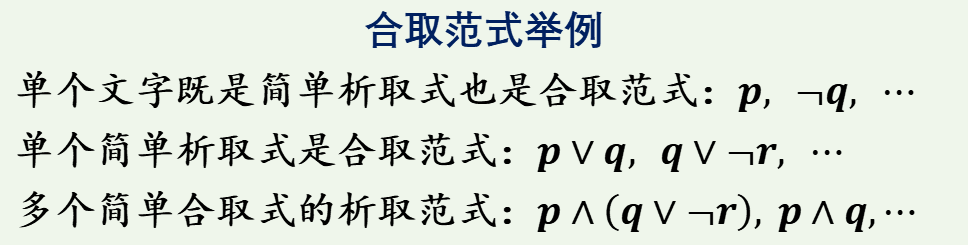 合取范式举例
单个文字既是简单析取式也是合取范式：p, ¬q, ⋯
单个简单析取式是合取范式：p ∨ q, q ∨ ¬r, ⋯
多个简单合取式的析取范式：p ∧ (q ∨ ¬r), p ∧ q,⋯